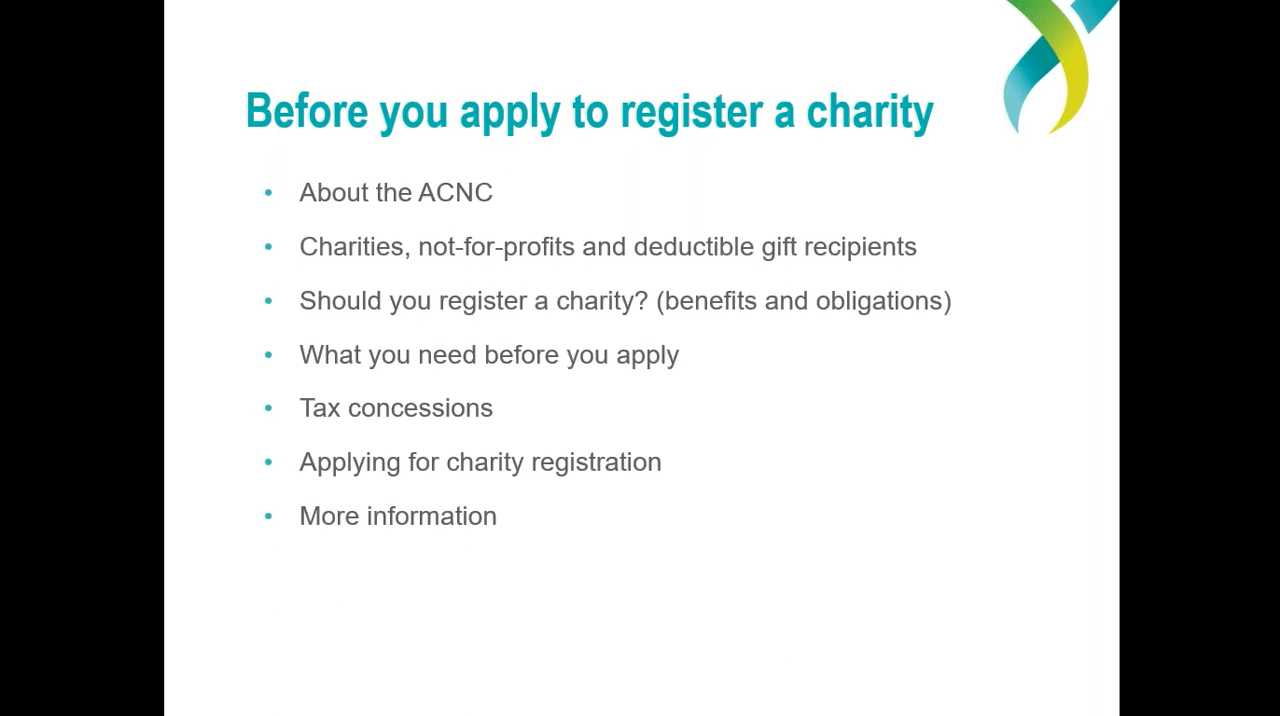 Before you apply to register a charity
• About the ACNC
• Charities, not-for-profits and deductible gift recipients
• Should you register a charity? (benefits and obligations)
• What you need before you apply
• Tax concessions
• Applying for charity registration
• More information